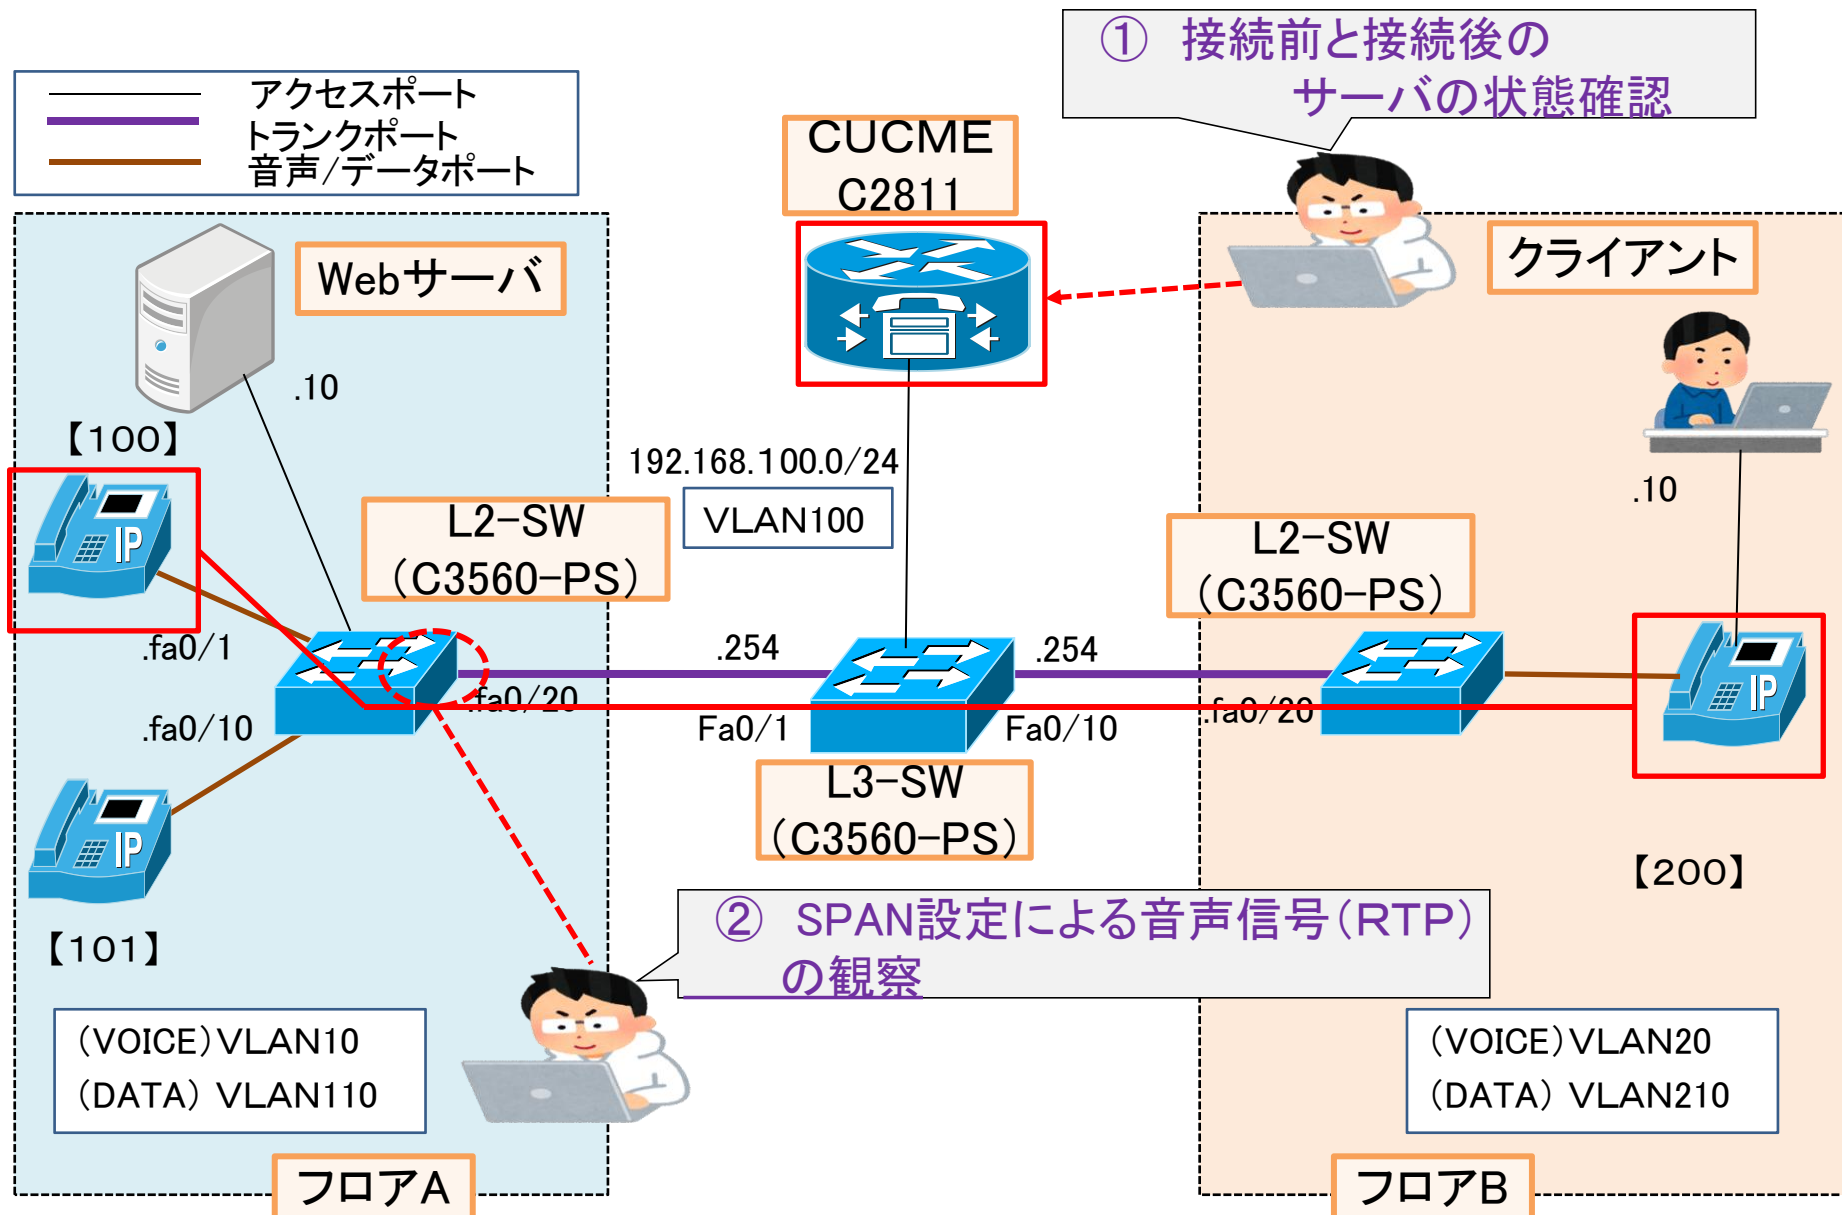 ① 接続前と接続後の
サーバの状態確認
アクセスポート
トランクポート
音声/データポート
CUCME
C2811
Webサーバ
クライアント
.10
【100】
192.168.100.0/24
VLAN100
.10
L2-SW
(C3560-PS)
L2-SW
(C3560-PS)
IP
.fa0/1
.254
.254
.fa0/20
.fa0/10
Fa0/1
Fa0/10
.fa0/20
IP
L3-SW
(C3560-PS)
IP
【200】
【101】
② SPAN設定による音声信号(RTP)
の観察
(VOICE)VLAN10
(DATA) VLAN110
(VOICE)VLAN20
(DATA) VLAN210
フロアA
フロアB